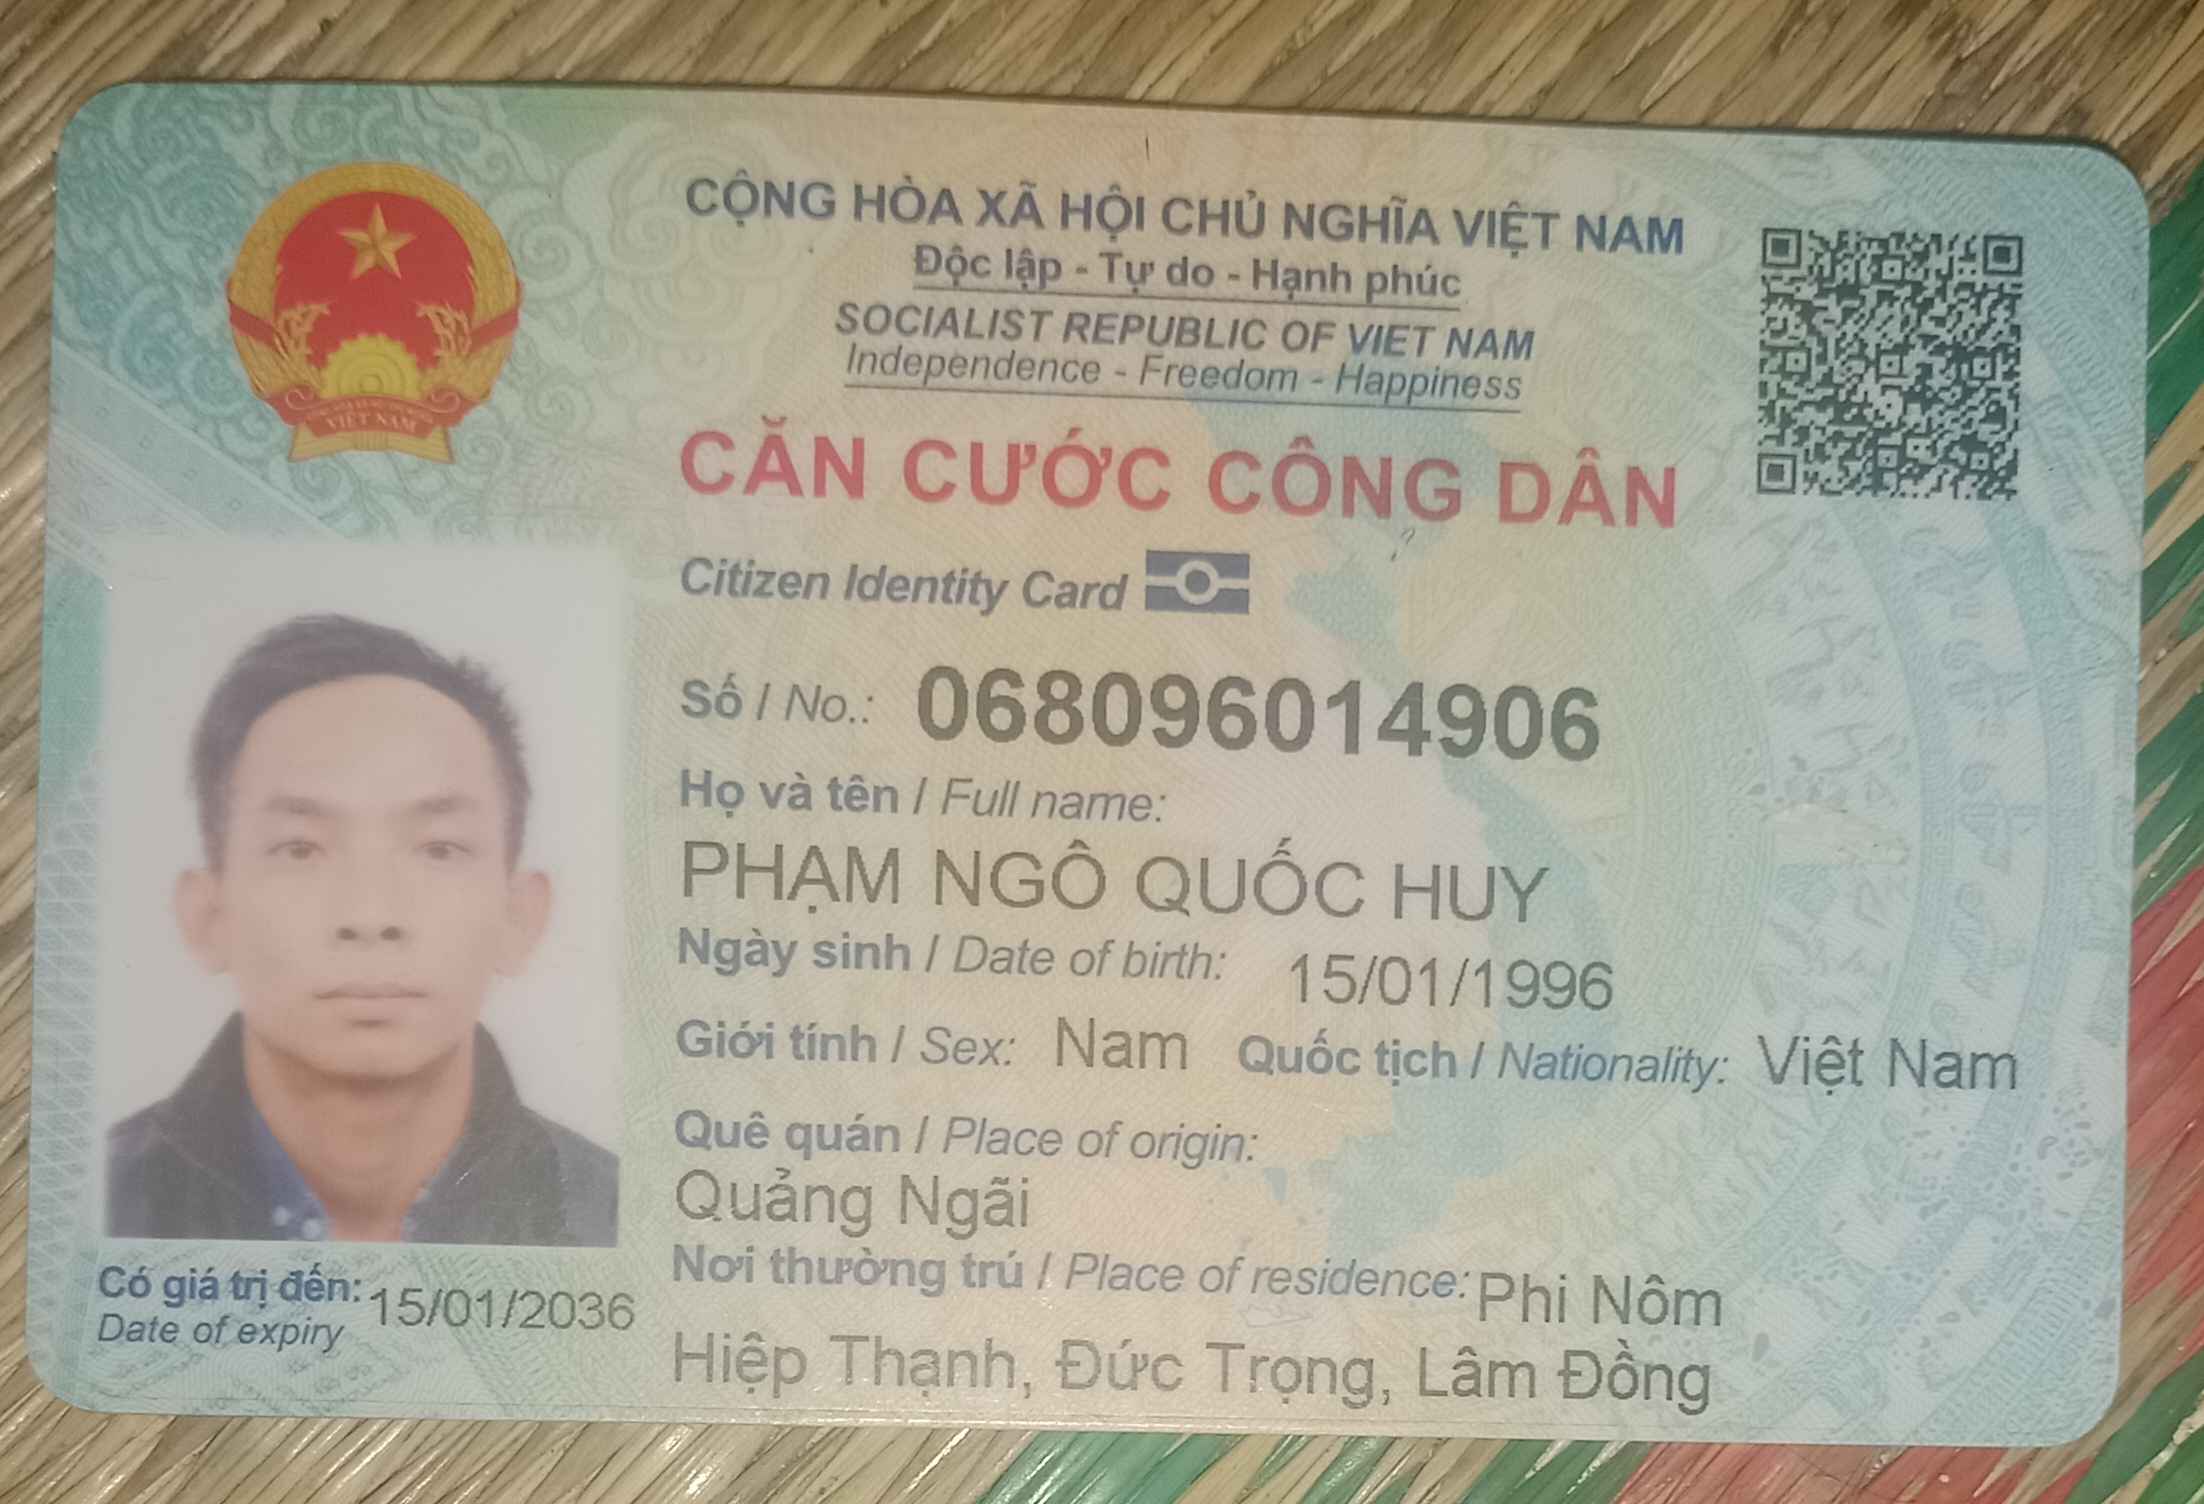 CỘNG HÒA XÃ HỘI CHỦ NGHĨA VIỆT NAM
Độc lập - Tự do - Hạnh phúc
SOCIALIST REPUBLIC OF VIET NAM
Independence - Freedom - Happiness
CĂN CƯỚC CÔNG DÂN
Citizen Identity Card
Số / No.: 068096014906
Họ và tên / Full name:
PHẠM NGÔ QUỐC HUY
Ngày sinh / Date of birth: 15/01/1996
Giới tính / Sex: Nam Quốc tịch / Nationality: Việt Nam
Quê quán / Place of origin:
Quảng Ngãi
Nơi thường trú / Place of residence: Phi Nôm
Hiệp Thạnh, Đức Trọng, Lâm Đồng
Có giá trị đến: 15/01/2036
Date of expiry
VIỆT NAM